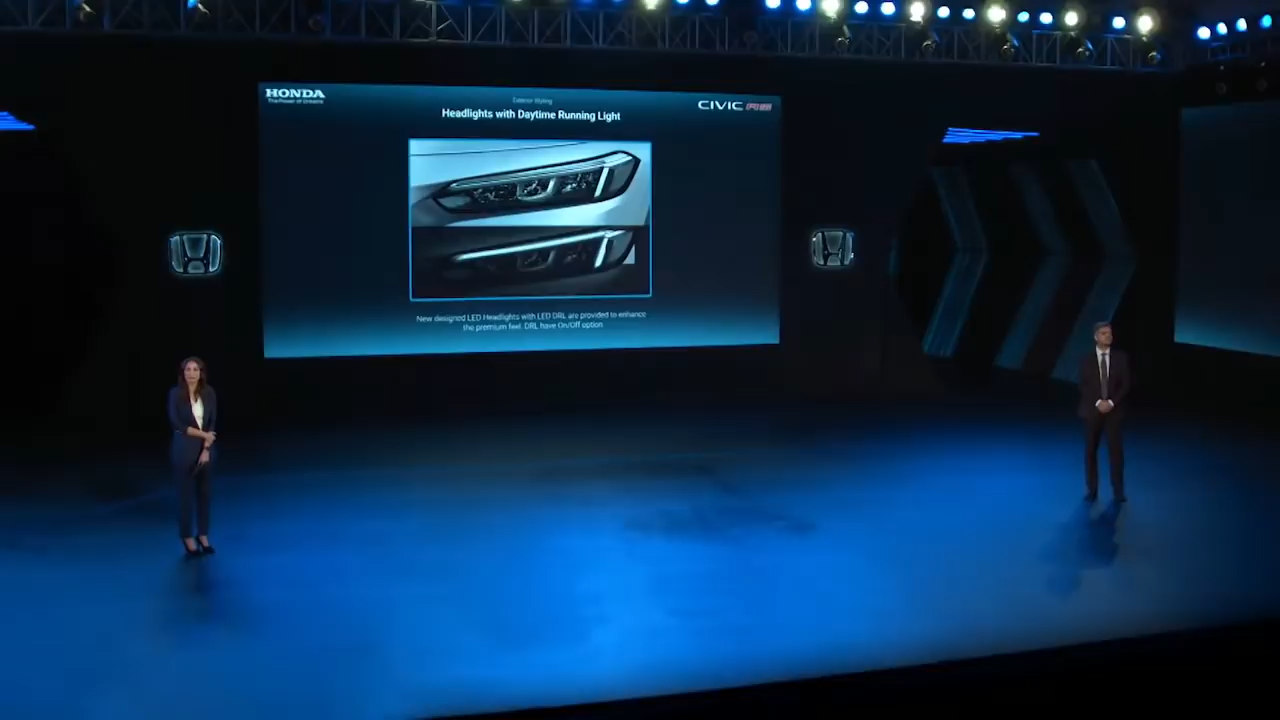 HONDA
The Power of Dreams
Exterior Styling
CIVIC RS
Headlights with Daytime Running Light
New designed LED Headlights with LED DRL are provided to enhance
the premium feel. DRL have On/Off option